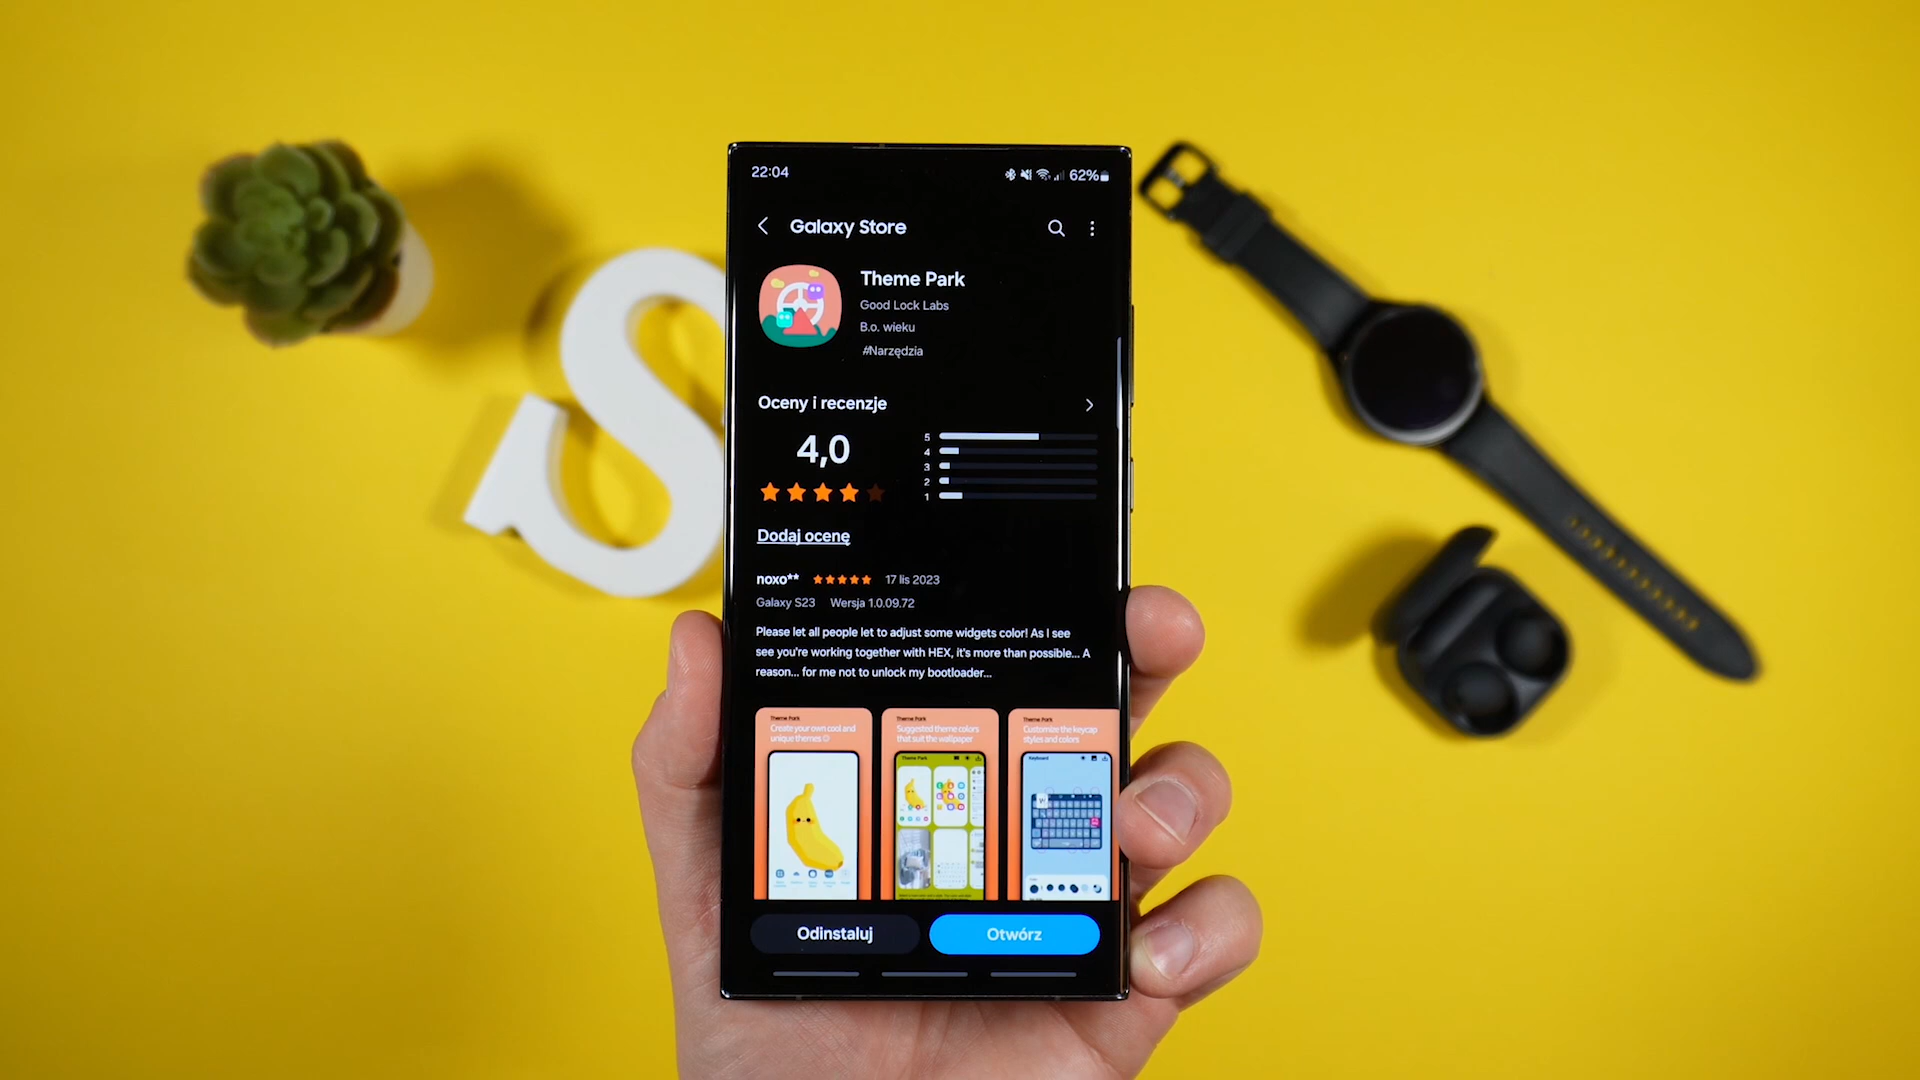 22:04
62%
Galaxy Store
Theme Park
Good Lock Labs
B.o. wieku
#Narzędzia
Oceny i recenzje
4,0
5
4
3
2
1
Dodaj ocenę
noxo** 17 lis 2023
Galaxy S23 Wersja 1.0.09.72
Please let all people let to adjust some widgets color! As I see
see you're working together with HEX, it's more than possible... A
reason... for me not to unlock my bootloader...
Theme Park
Create your own cool and
unique themes
Theme Park
Suggested theme colors
that suit the wallpaper
Theme Park
Theme Park
Customize the keycap
styles and colors
Keyboard
Odinstaluj
Otwórz
S